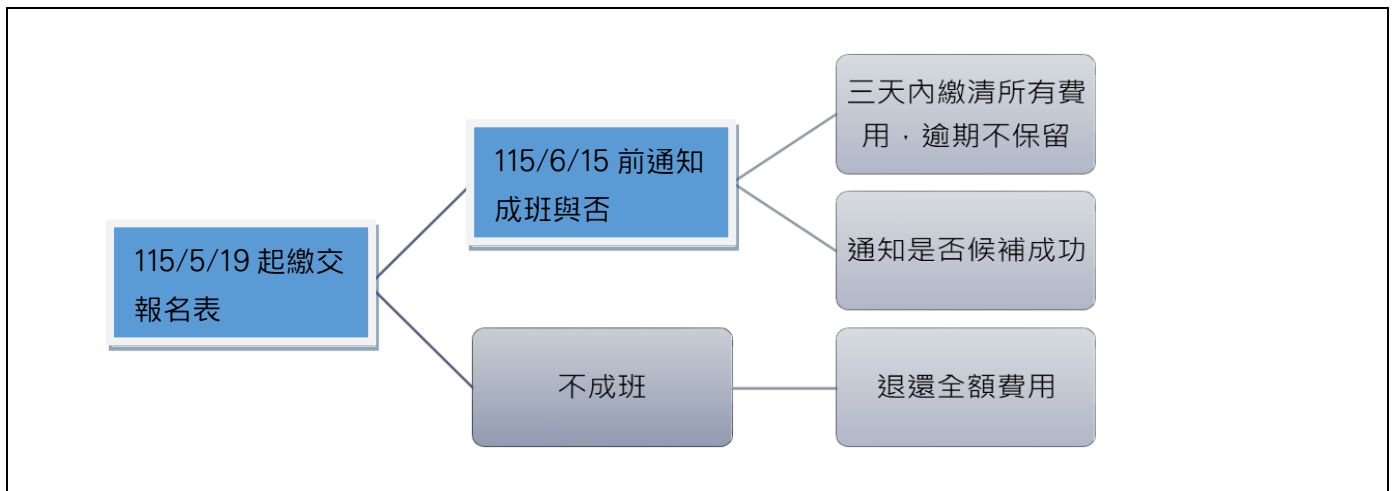 115/5/19 起繳交
報名表
115/6/15 前通知
成班與否
三天內繳清所有費
用，逾期不保留
通知是否候補成功
不成班
退還全額費用